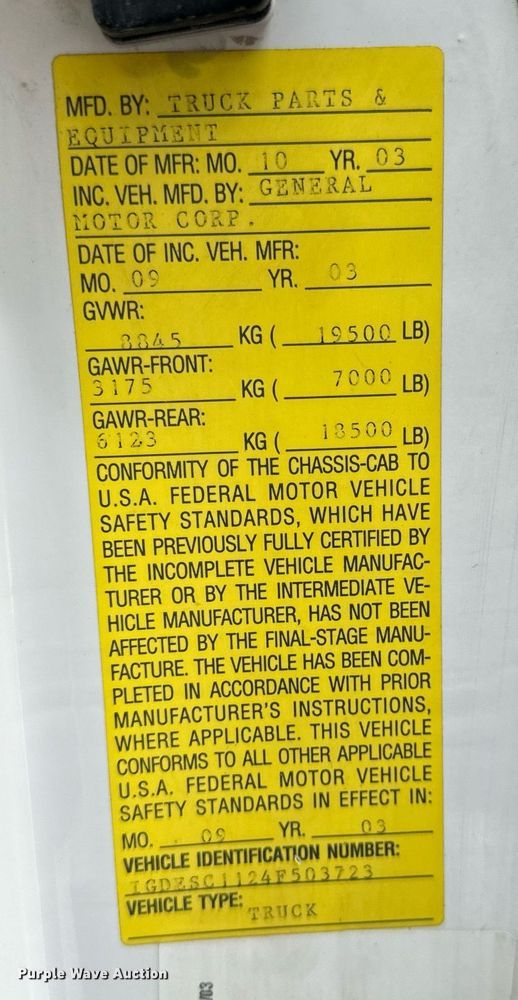 MFD. BY: TRUCK PARTS &
EQUIPMENT
DATE OF MFR: MO. 10 YR. 03
INC. VEH. MFD. BY: GENERAL
MOTOR CORP.
DATE OF INC. VEH. MFR:
MO. 09 YR. 03
GVWR:
8845 KG ( 19500 LB)
GAWR-FRONT:
3175 KG ( 7000 LB)
GAWR-REAR:
6123 KG ( 13500 LB)
CONFORMITY OF THE CHASSIS-CAB TO
U.S.A. FEDERAL MOTOR VEHICLE
SAFETY STANDARDS, WHICH HAVE
BEEN PREVIOUSLY FULLY CERTIFIED BY
THE INCOMPLETE VEHICLE MANUFAC-
TURER OR BY THE INTERMEDIATE VE-
HICLE MANUFACTURER, HAS NOT BEEN
AFFECTED BY THE FINAL-STAGE MANU-
FACTURE. THE VEHICLE HAS BEEN COM-
PLETED IN ACCORDANCE WITH PRIOR
MANUFACTURER'S INSTRUCTIONS,
WHERE APPLICABLE. THIS VEHICLE
CONFORMS TO ALL OTHER APPLICABLE
U.S.A. FEDERAL MOTOR VEHICLE
SAFETY STANDARDS IN EFFECT IN:
MO. 09 YR. 03
VEHICLE IDENTIFICATION NUMBER:
1GDE5C1124F503723
VEHICLE TYPE: TRUCK
Purple Wave Auction